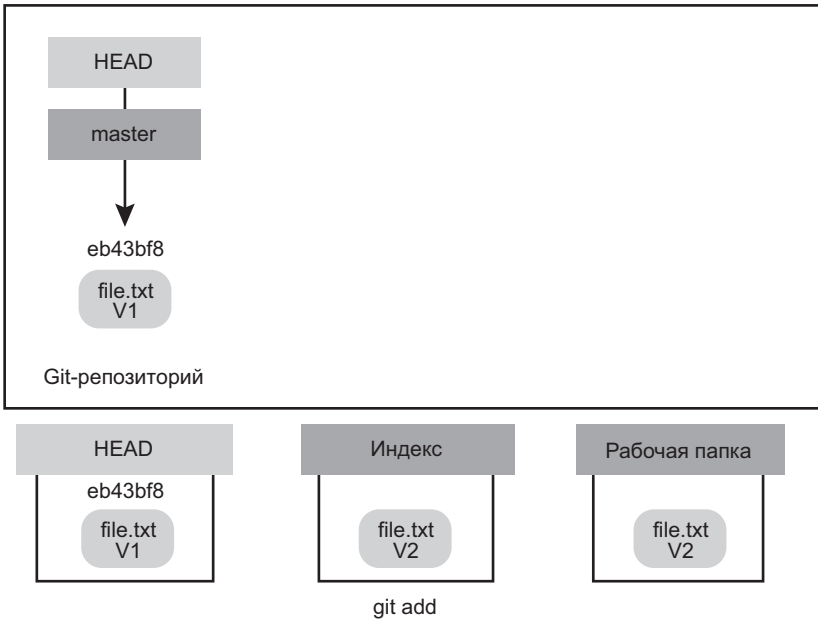 HEAD
master
eb43bf8
file.txt
V1
Git-репозиторий
HEAD
Индекс
Рабочая папка
eb43bf8
file.txt
V1
file.txt
V2
file.txt
V2
git add